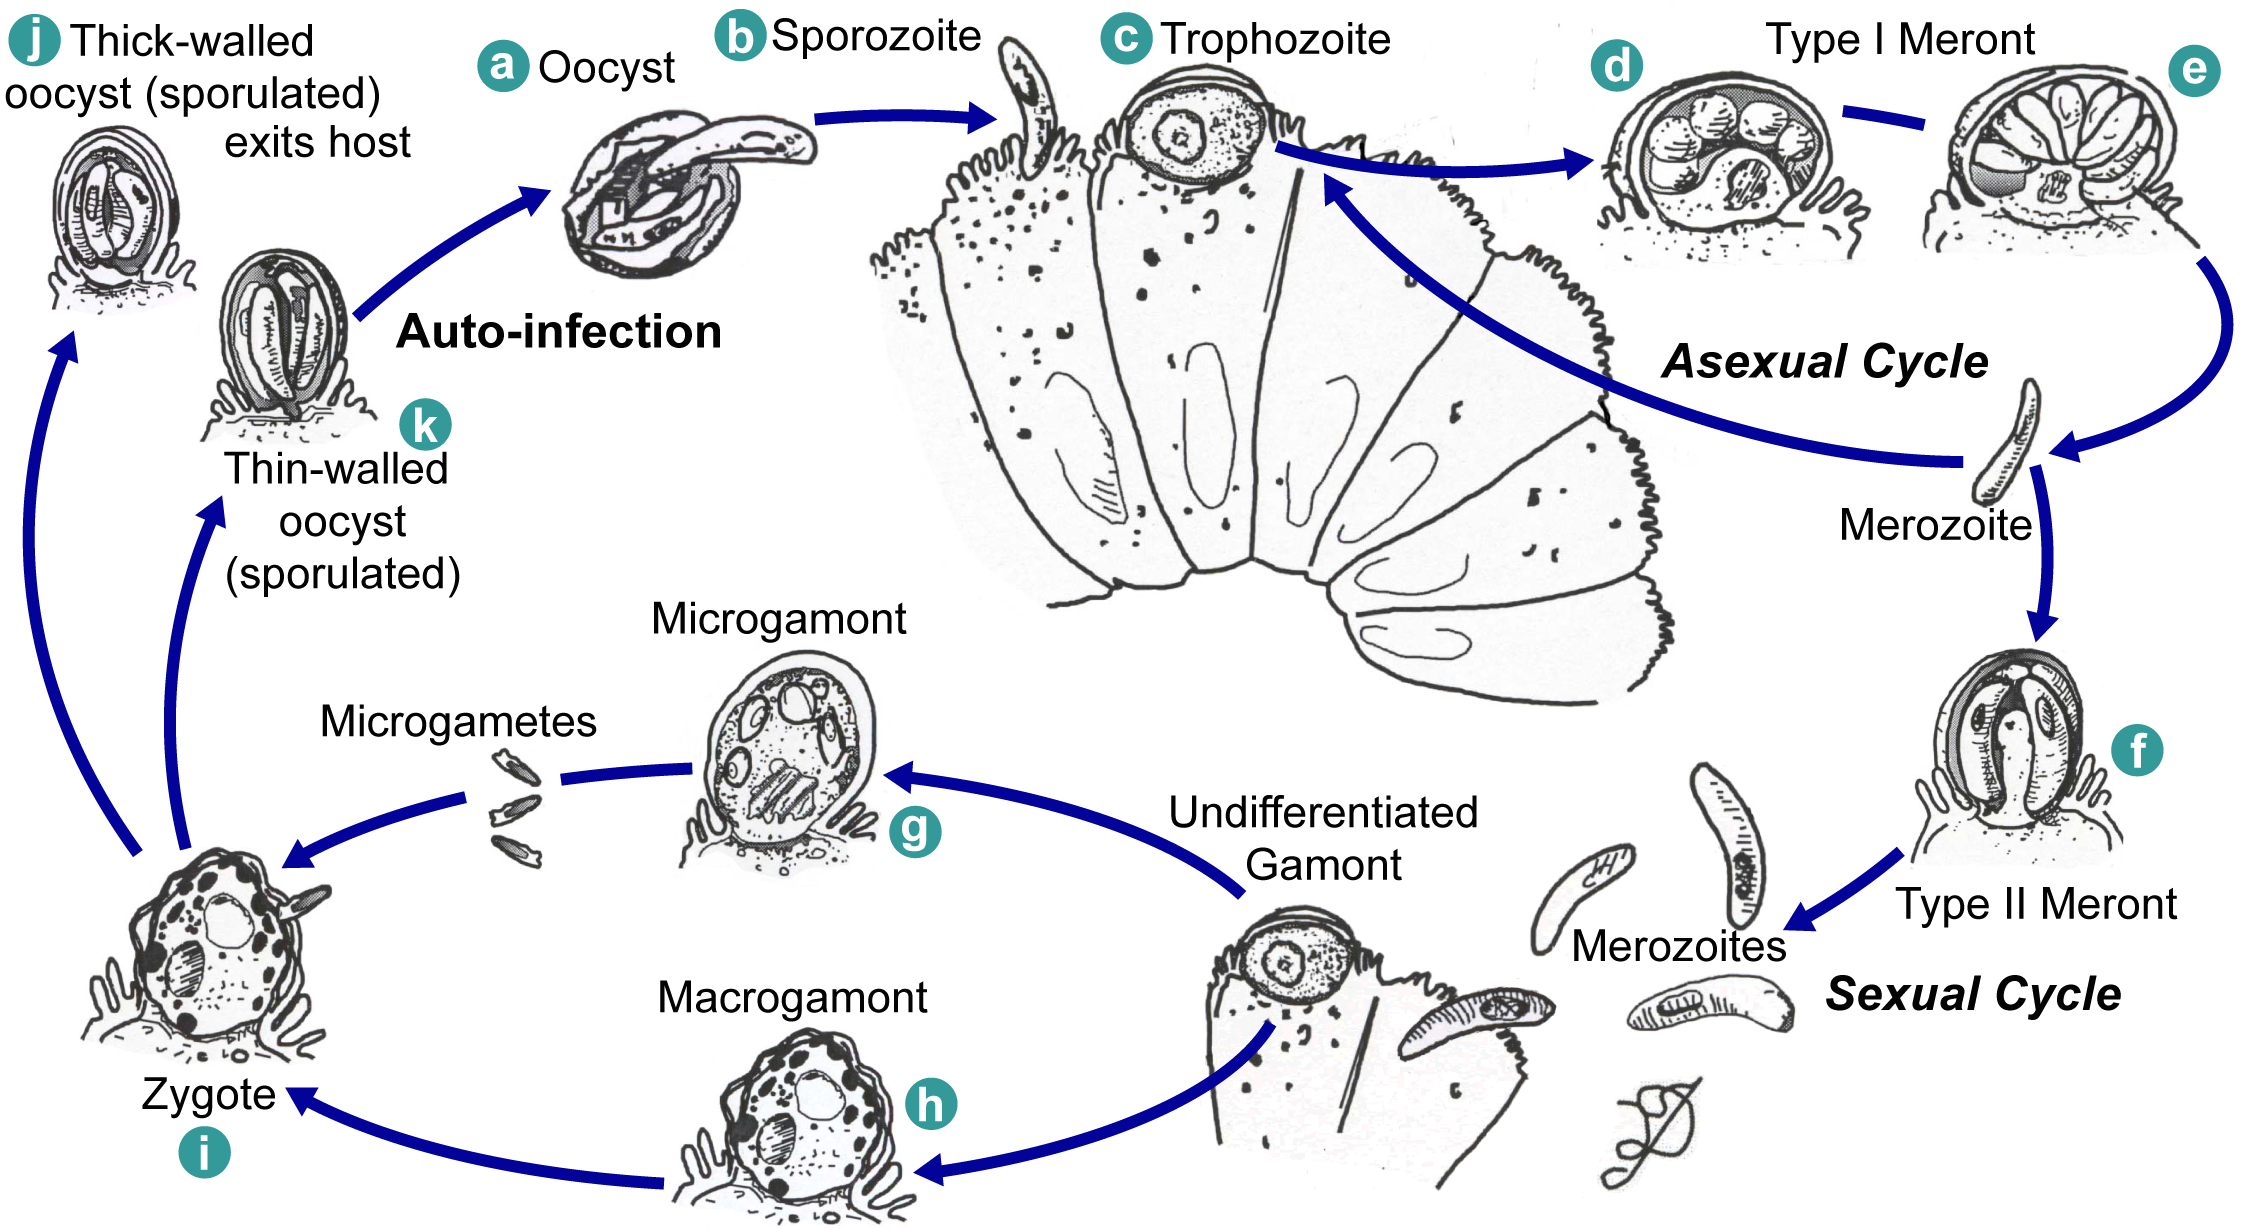 j Thick-walled
oocyst (sporulated)
exits host
a Oocyst
b Sporozoite
c Trophozoite
d
Type I Meront
e
Auto-infection
k
Thin-walled
oocyst
(sporulated)
Asexual Cycle
Merozoite
Microgamont
Microgametes
g
Undifferentiated
Gamont
f
Type II Meront
Merozoites
Sexual Cycle
Macrogamont
h
Zygote
i